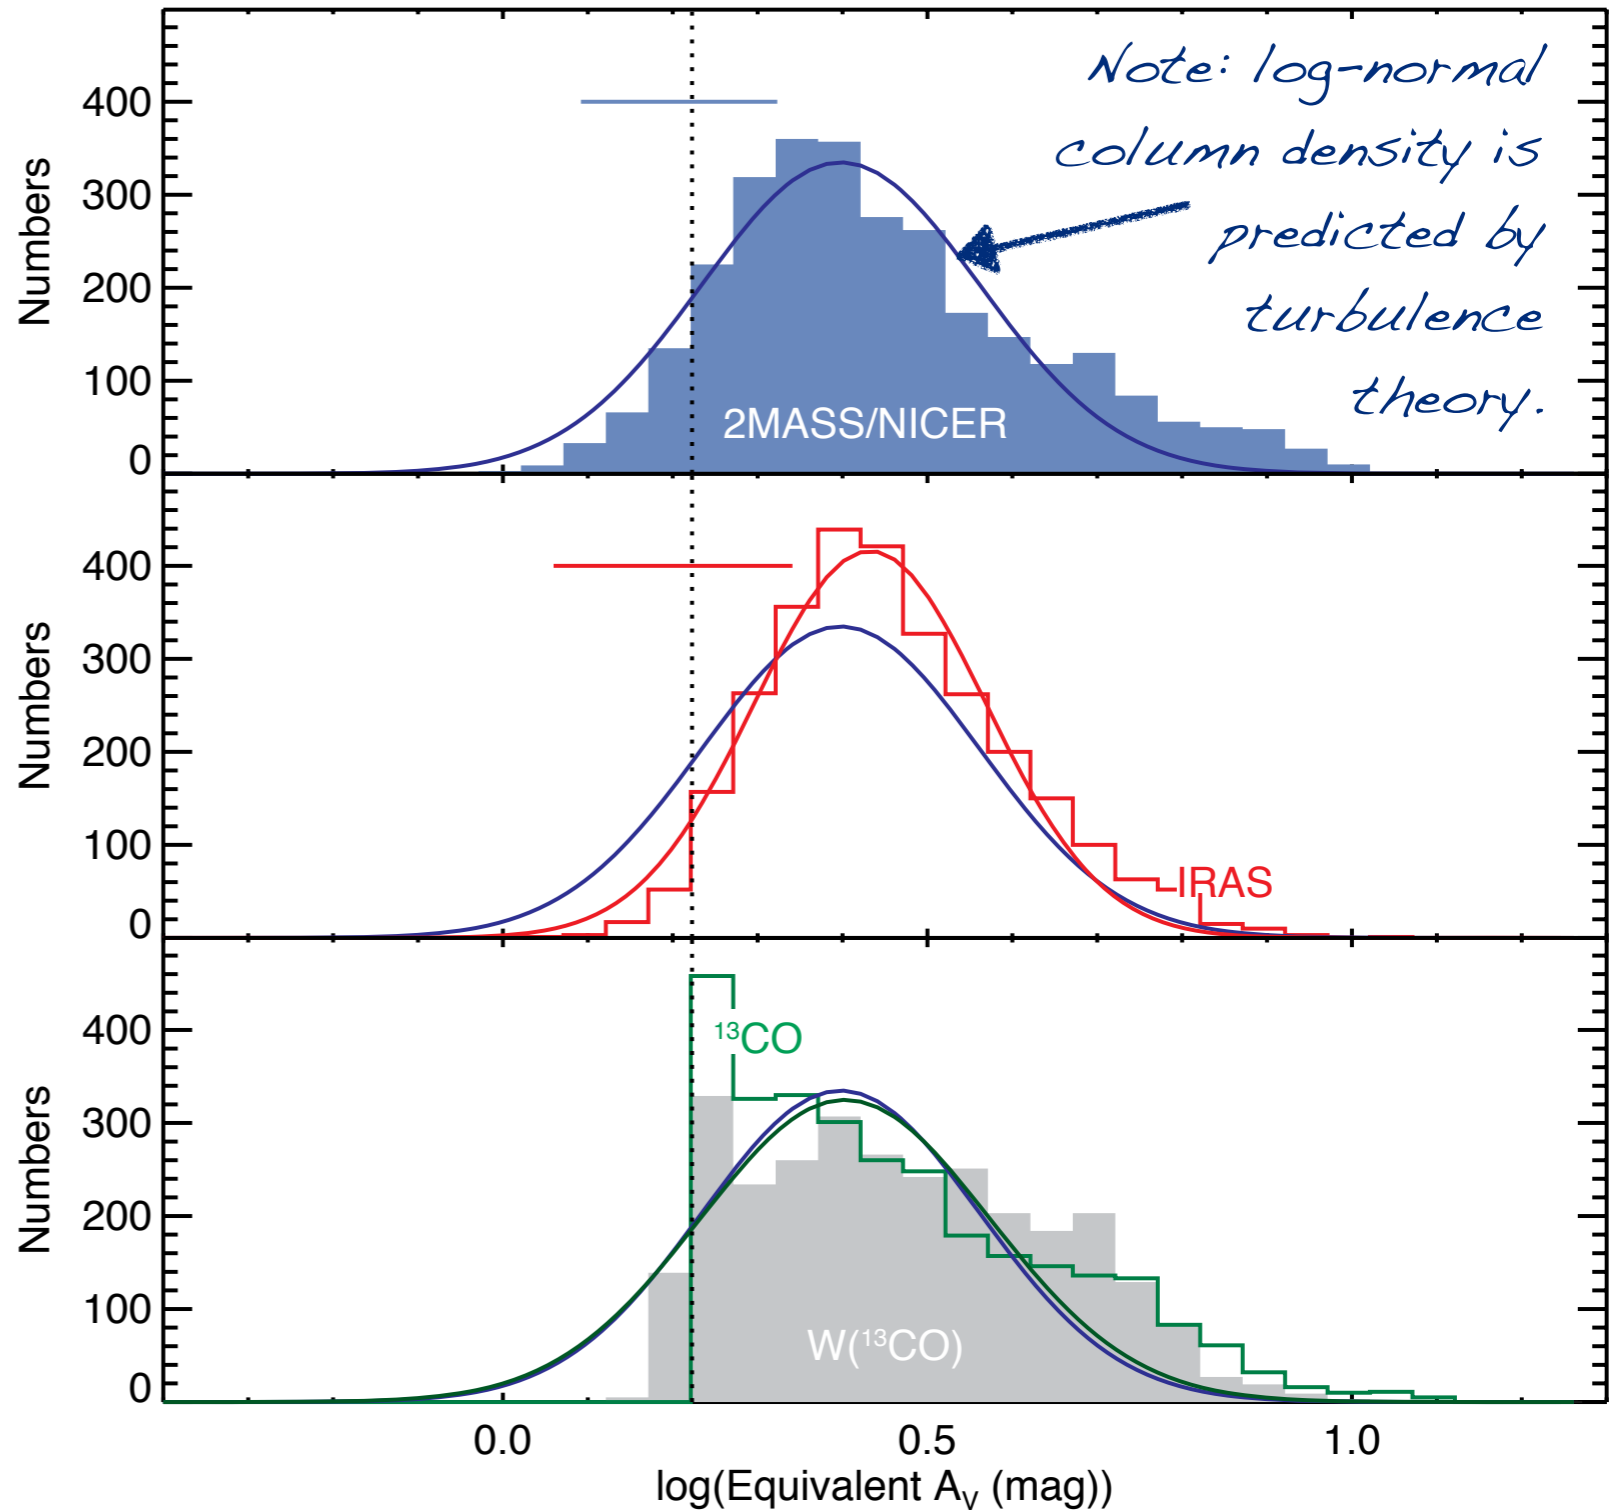 Note: log-normal
column density is
predicted by
turbulence
theory.
Numbers
400
300
200
100
0
2MASS/NICER
Numbers
400
300
200
100
0
IRAS
Numbers
400
300
200
100
0
¹³CO
W(¹³CO)
0.0 0.5 1.0
log(Equivalent Aᵥ (mag))